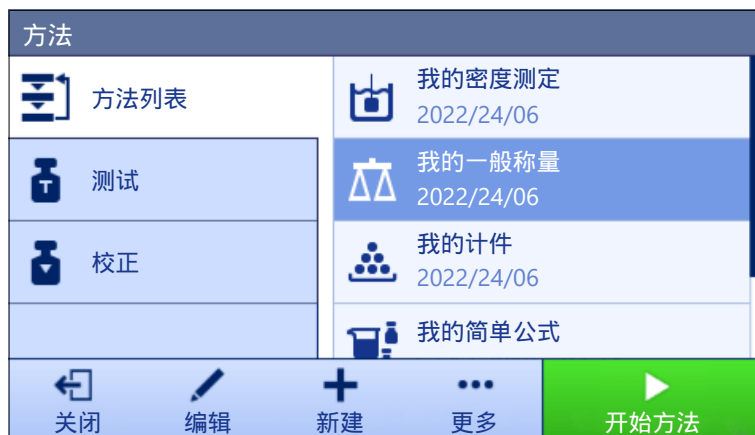 方法
方法列表
测试
校正
我的密度测定
2022/24/06
我的一般称量
2022/24/06
我的计件
2022/24/06
我的简单公式
关闭
编辑
新建
更多
开始方法